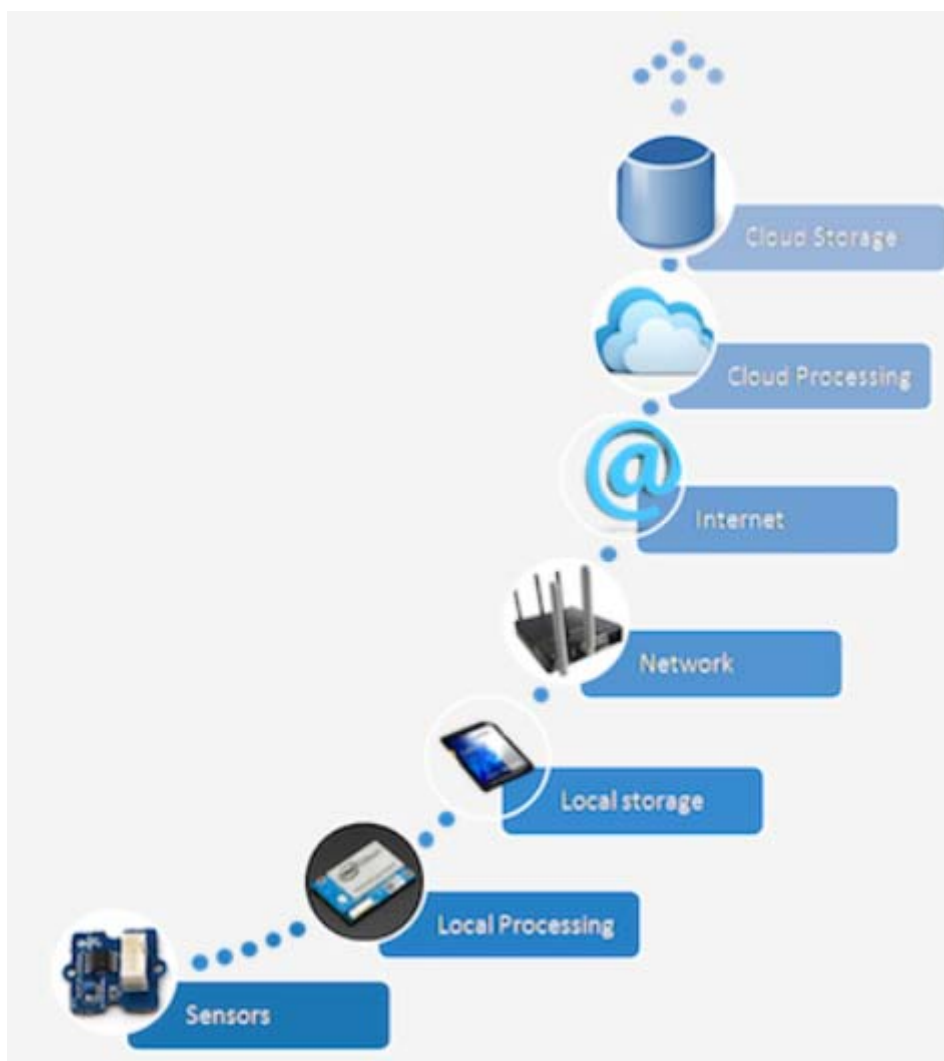 Cloud Storage
Cloud Processing
Internet
Network
Local storage
Local Processing
Sensors